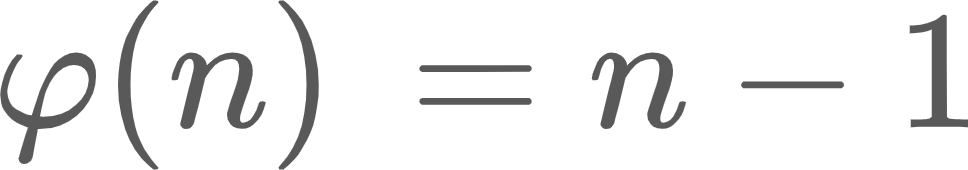 φ(n) = n − 1